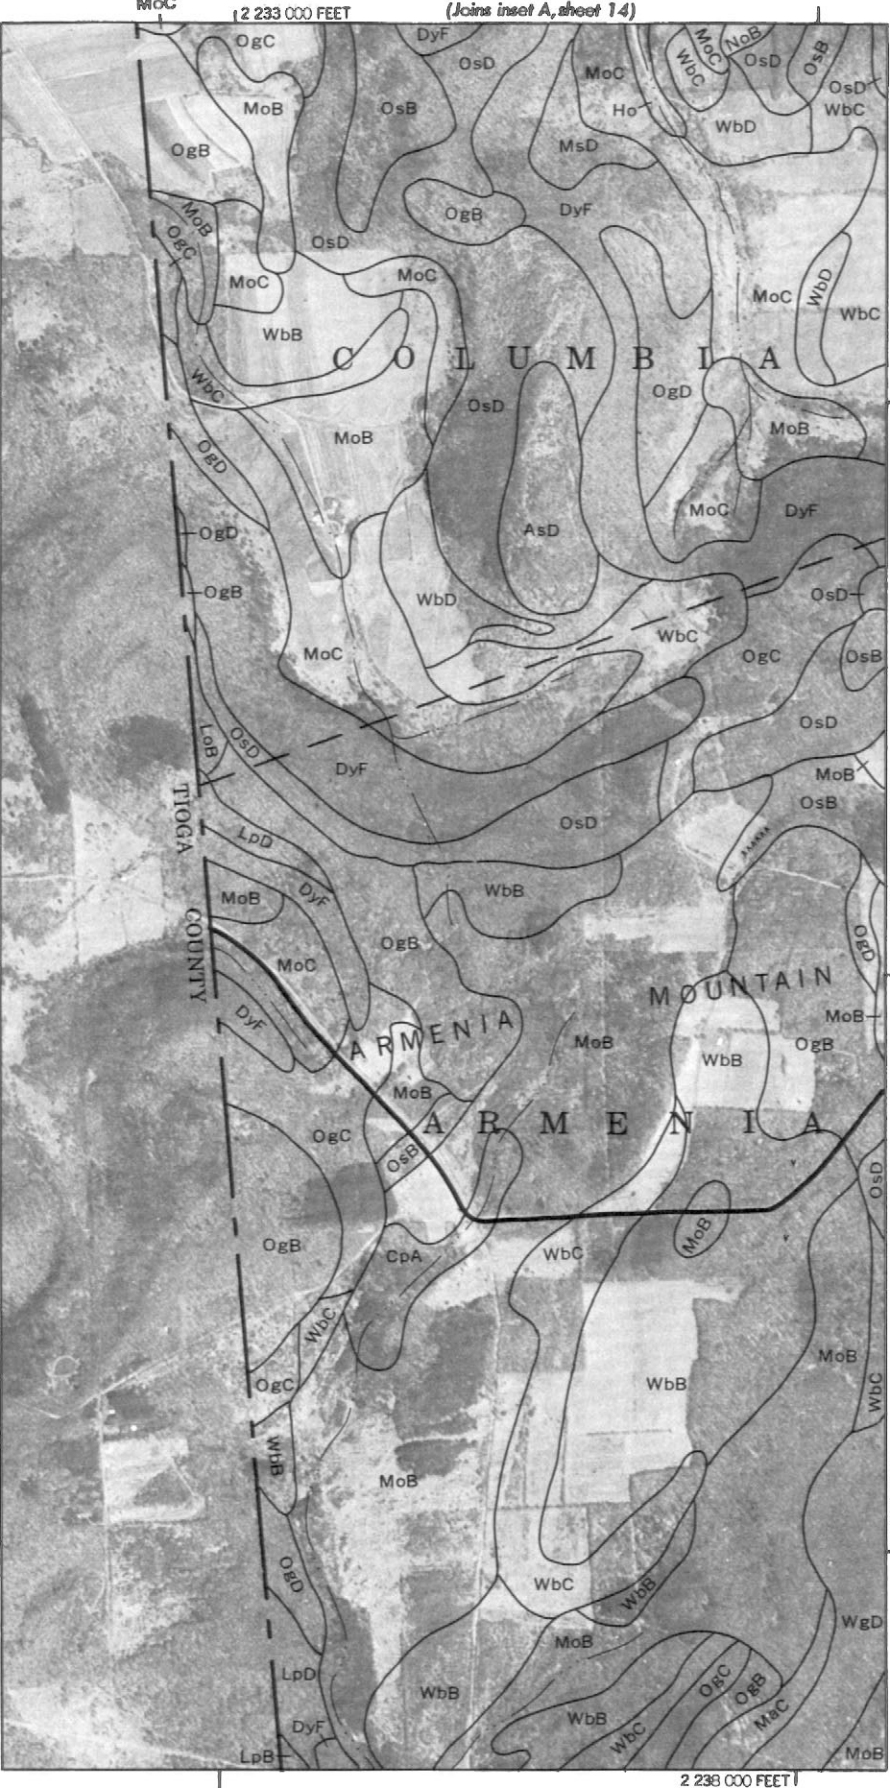 MoC
2 233 000 FEET
(Joins inset A, sheet 14)
OgC
DyF
OsD
MoC
WbC
MoC
NoB
OsD
OsB
OsD
MoB
OsB
Ho
WbC
WbD
OgB
MsD
MoB
OgB
DyF
OgC
OsD
MoC
MoC
MoC
WbD
WbC
WbB
COLUMBIA
WbC
OgD
OsD
MoB
MoB
OgD
MoC
DyF
OgD
AsD
OgB
WbD
OsD
WbC
MoC
OgC
OsB
OsD
LoB
OsD
DyF
MoB
OsB
TIOGA
OsD
LpD
WbB
MoB
DyF
COUNTY
OgB
OgD
MoC
MOUNTAIN
DyF
ARMENIA
MoB
MoB
OgB
WbB
MoB
ARMENIA
OgC
OsB
OsD
MoB
OgB
CpA
WbC
WbC
MoB
OgC
WbB
WbC
WbB
MoB
OgD
WbC
WbB
WgD
MoB
LpD
OgC
OgB
WbB
MaC
WbB
DyF
WbC
LpB
MoB
2 238 000 FEET